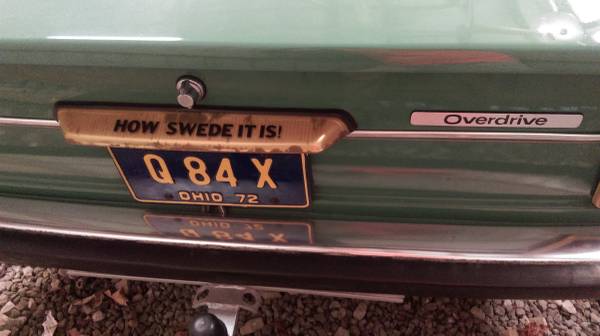 HOW SWEDE IT IS!
Overdrive
Q 84 X
OHIO 72